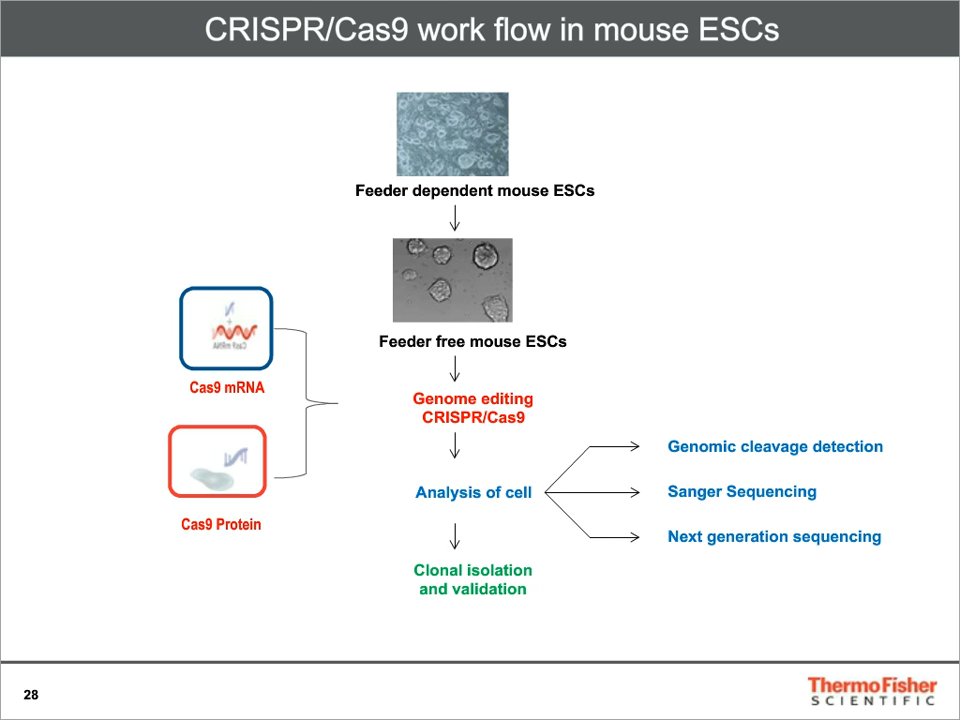 CRISPR/Cas9 work flow in mouse ESCs
Feeder dependent mouse ESCs
Feeder free mouse ESCs
+
Cas9 mRNA
Cas9 mRNA
Genome editing
CRISPR/Cas9
Cas9 Protein
Analysis of cell
Genomic cleavage detection
Sanger Sequencing
Next generation sequencing
Clonal isolation
and validation
28
ThermoFisher
SCIENTIFIC